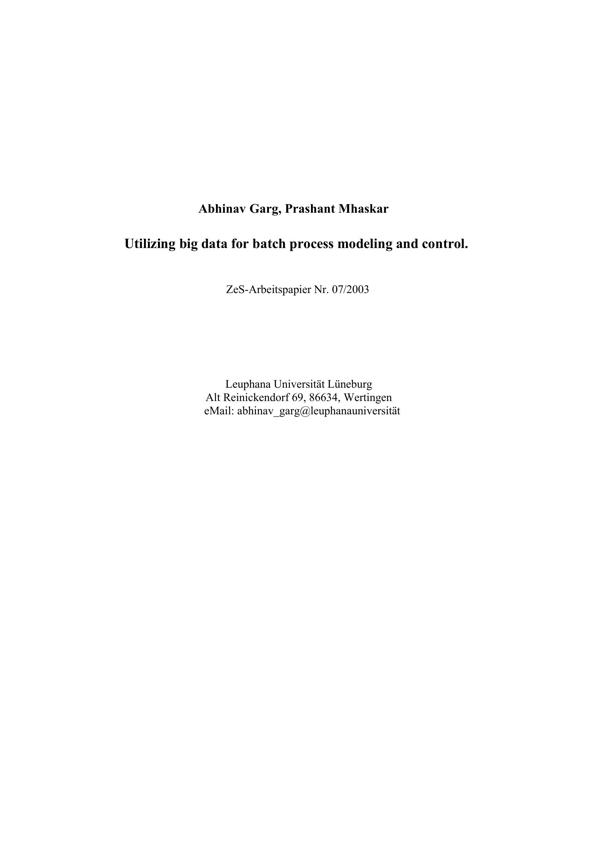 Abhinav Garg, Prashant Mhaskar
Utilizing big data for batch process modeling and control.
ZeS-Arbeitspapier Nr. 07/2003
Leuphana Universität Lüneburg
Alt Reinickendorf 69, 86634, Wertingen
eMail: abhinav_garg@leuphanauniversität